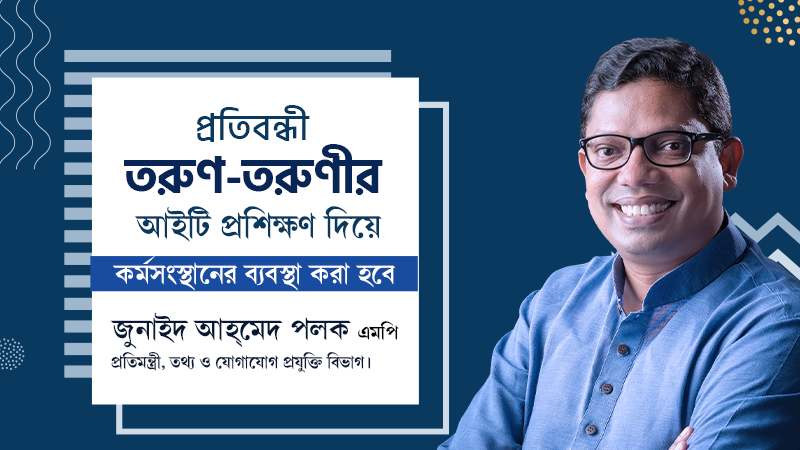 প্রতিবন্ধী
তরুণ-তরুণীর
আইটি প্রশিক্ষণ দিয়ে
কর্মসংস্থানের ব্যবস্থা করা হবে
জুনাইদ আহ্‌মেদ পলক এমপি
প্রতিমন্ত্রী, তথ্য ও যোগাযোগ প্রযুক্তি বিভাগ।